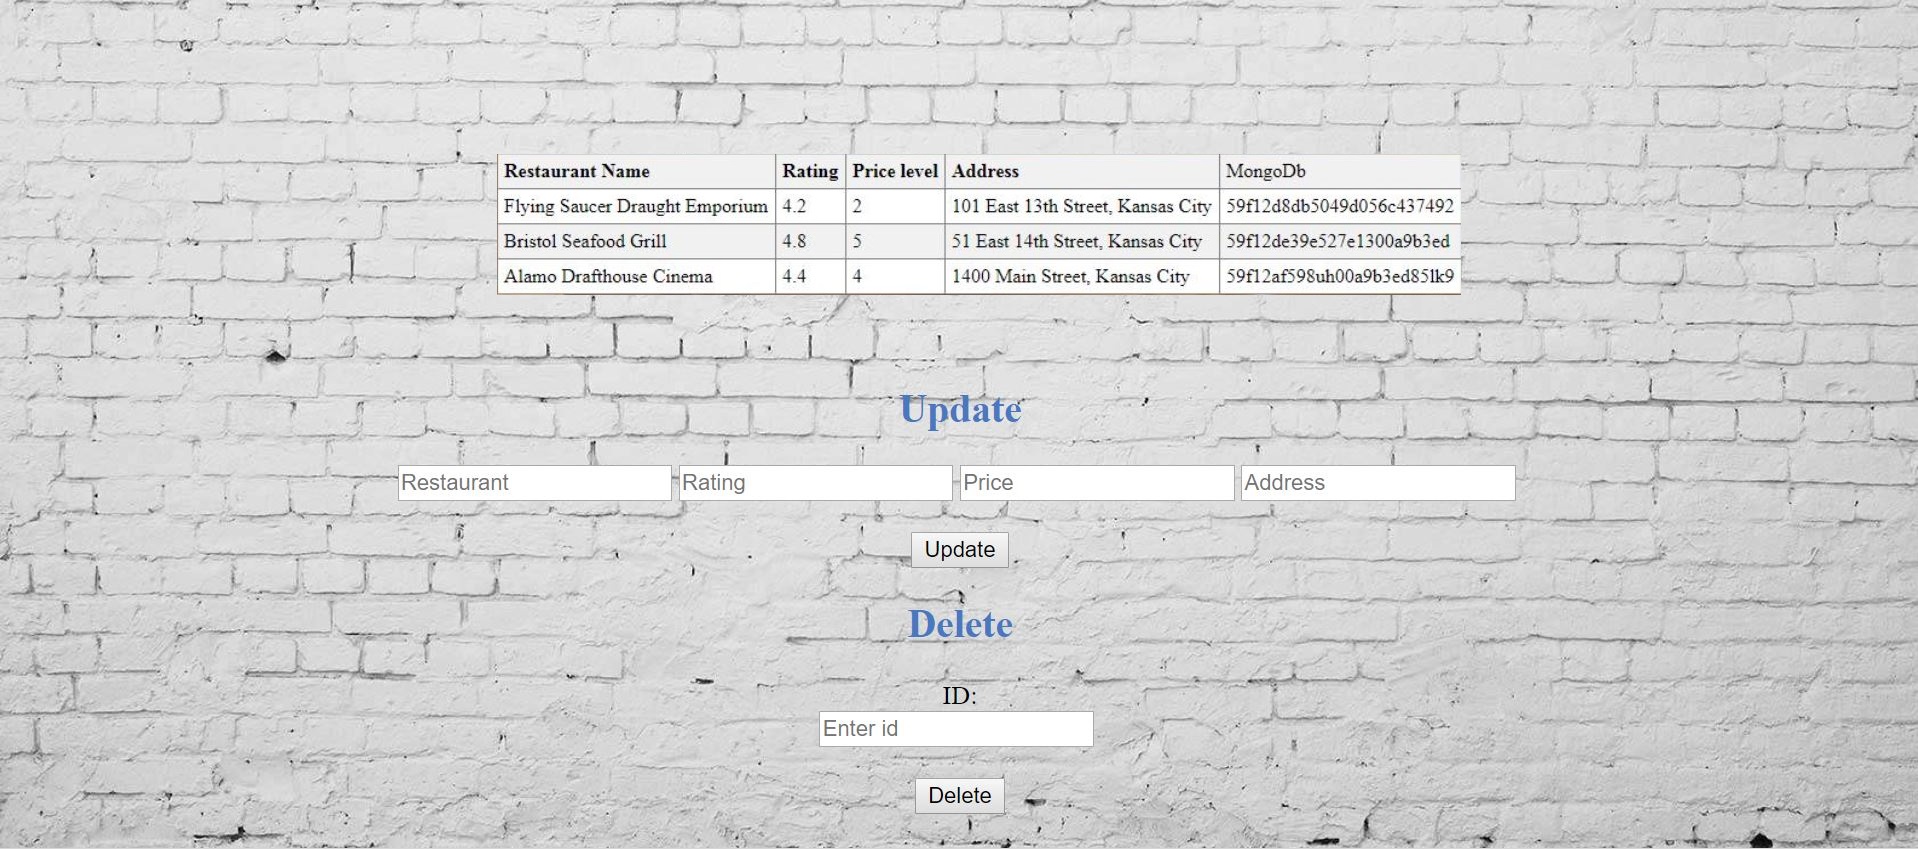 Restaurant Name Rating Price level Address MongoDb
Flying Saucer Draught Emporium 4.2 2 101 East 13th Street, Kansas City 59f12d8db5049d056c437492
Bristol Seafood Grill 4.8 5 51 East 14th Street, Kansas City 59f12de39e527e1300a9b3ed
Alamo Drafthouse Cinema 4.4 4 1400 Main Street, Kansas City 59f12af598uh00a9b3ed85lk9
Update
Restaurant Rating Price Address
Update
Delete
ID:
Enter id
Delete